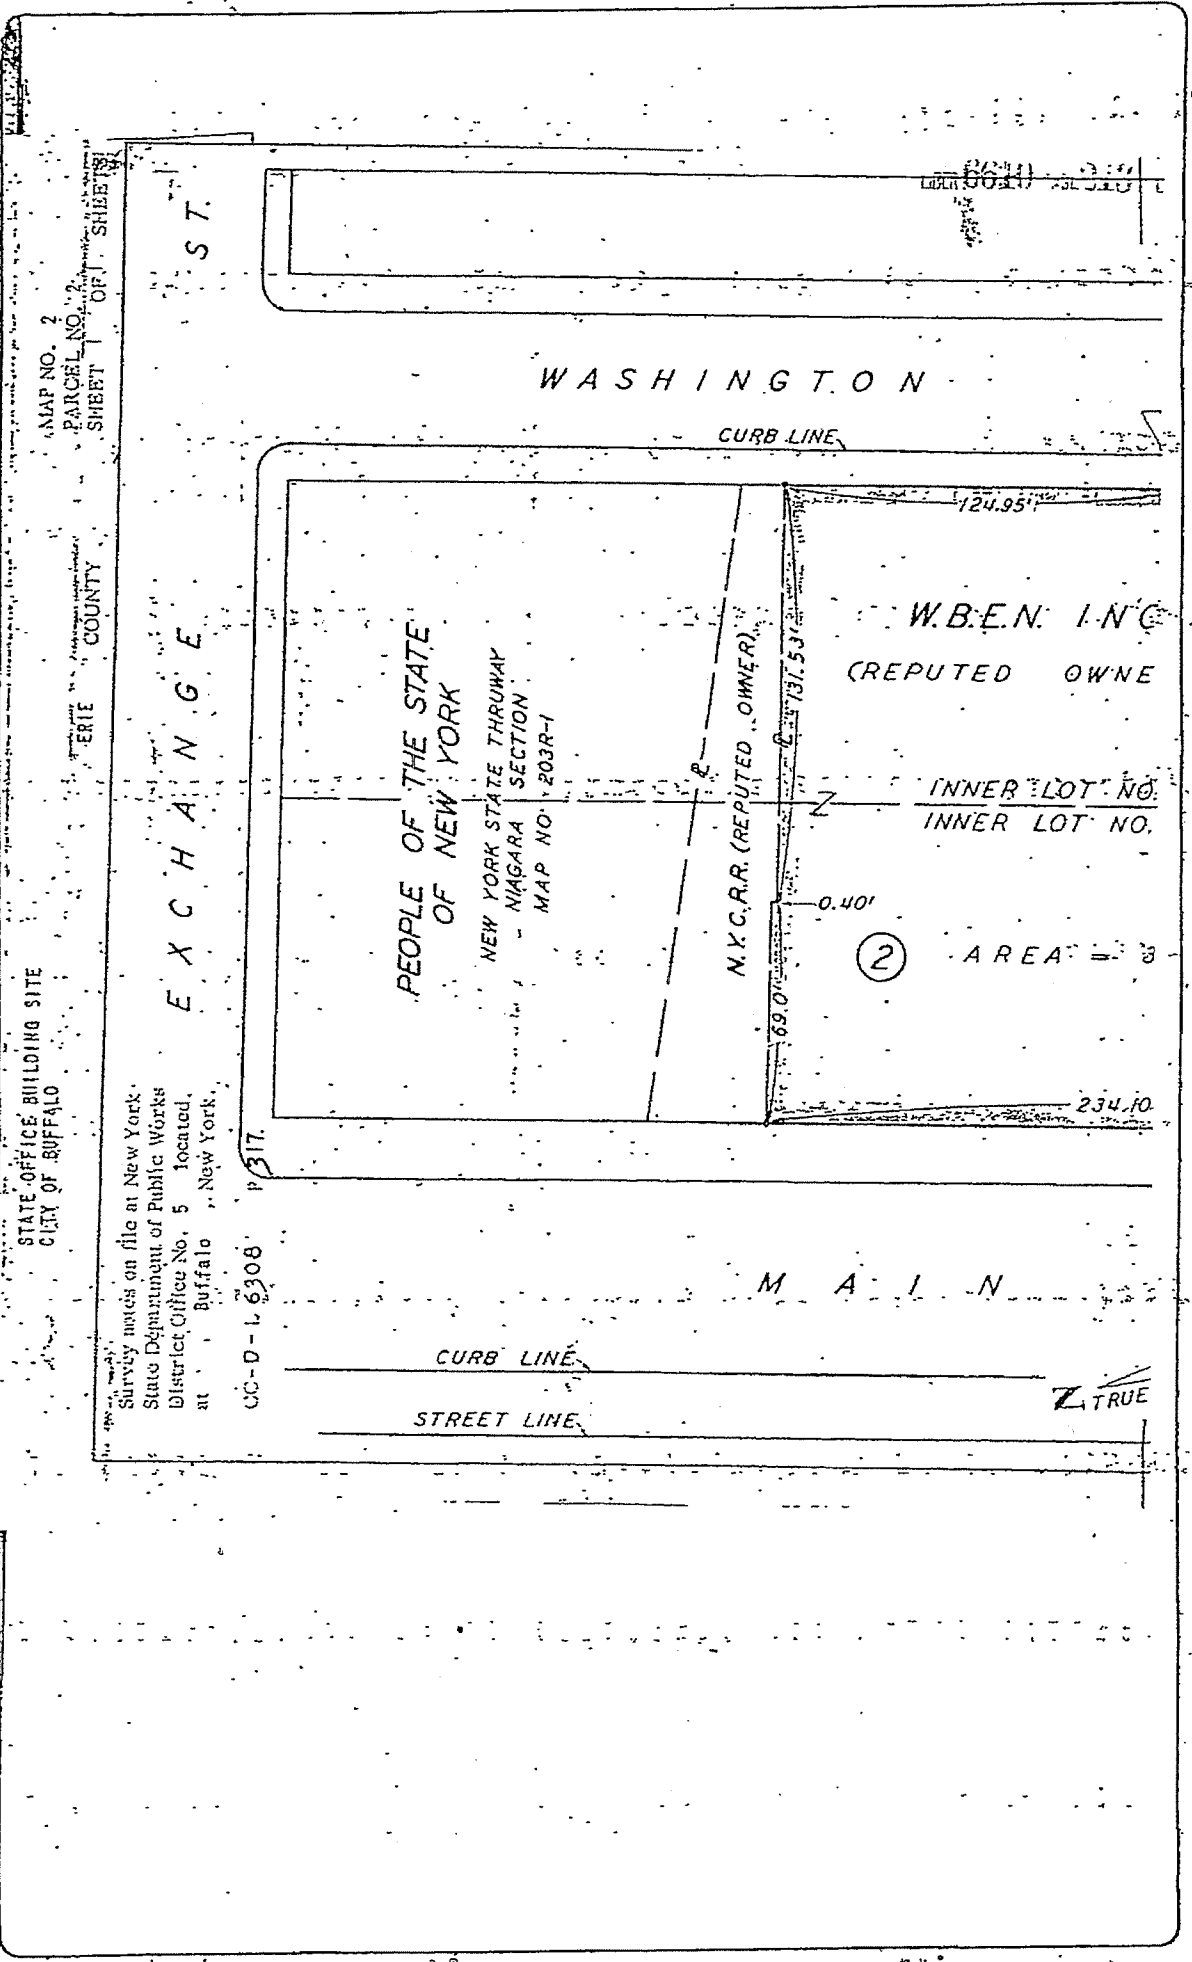 STATE OFFICE BUILDING SITE
CITY OF BUFFALO
ERIE COUNTY
MAP NO. 2
PARCEL NO. 2
SHEET 1 OF 1 SHEETS
Survey notes on file at New York
State Department of Public Works
District Office No. 5 located,
at Buffalo, New York.
CC-D-L 6308 P 317.
EXCHANGE ST.
WASHINGTON
CURB LINE
124.95'
PEOPLE OF THE STATE
OF NEW YORK
NEW YORK STATE THRUWAY
NIAGARA SECTION
MAP NO 203R-1
N.Y.C.R.R. (REPUTED OWNER)
131.53'
W.B.E.N. INC
(REPUTED OWNE
INNER LOT NO.
INNER LOT NO.
0.40'
2
AREA =
69.0'
234.10
MAIN
CURB LINE
STREET LINE
TRUE